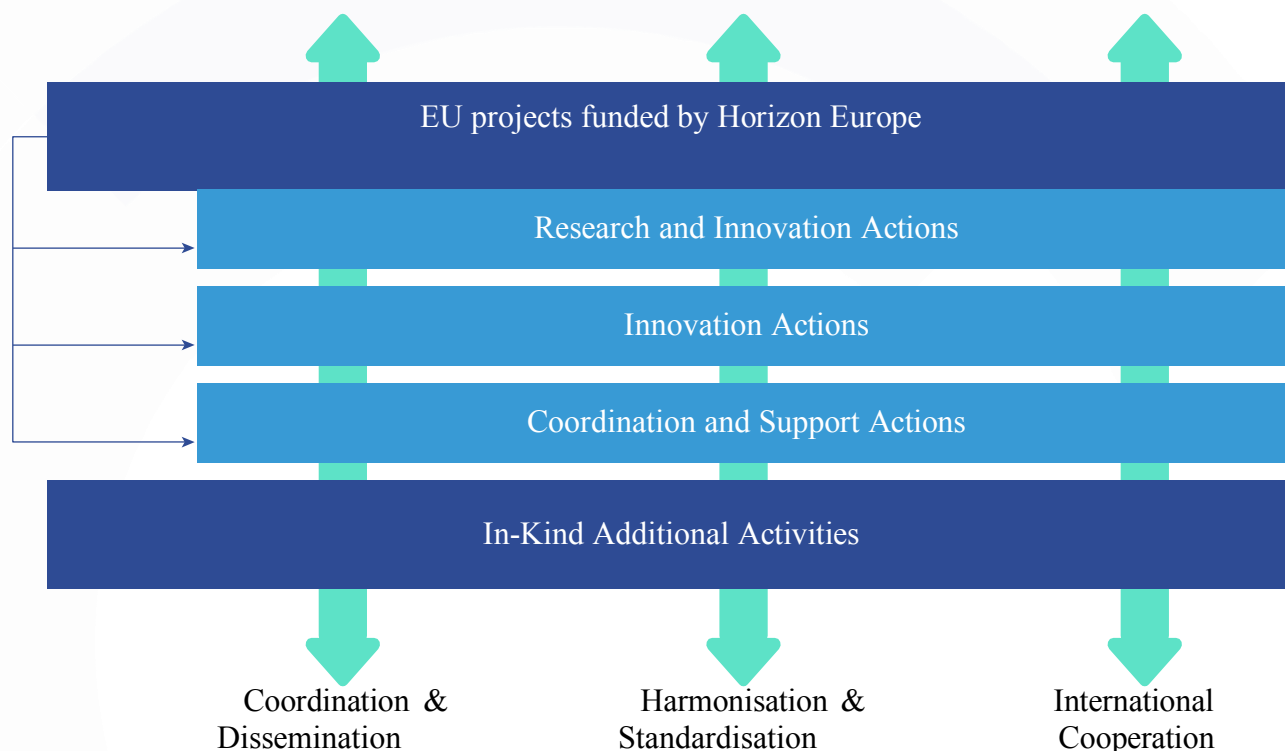 EU projects funded by Horizon Europe
Research and Innovation Actions
Innovation Actions
Coordination and Support Actions
In-Kind Additional Activities
Coordination &
Dissemination
Harmonisation &
Standardisation
International
Cooperation